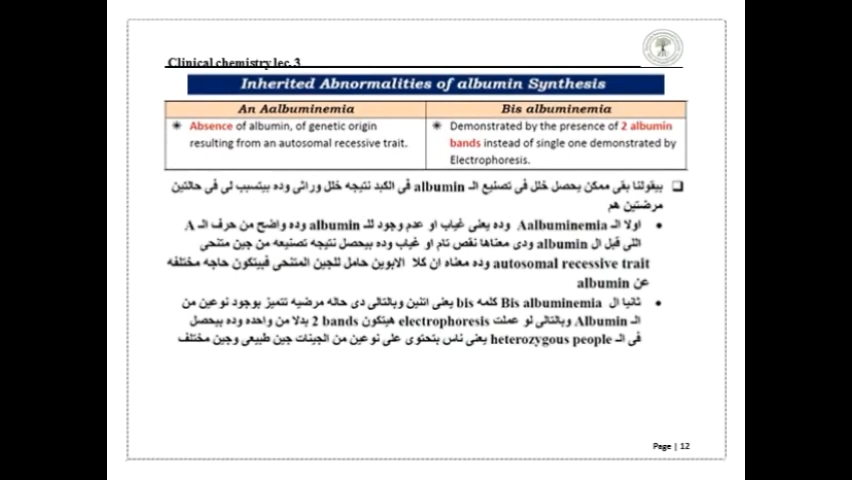 Clinical chemistry lec. 3
Inherited Abnormalities of albumin Synthesis
An Aalbuminemia
Absence of albumin, of genetic origin
resulting from an autosomal recessive trait.
Bis albuminemia
Demonstrated by the presence of 2 albumin
bands instead of single one demonstrated by
Electrophoresis.
بيقولنا بقى ممكن يحصل خلل فى تصنيع الـ albumin فى الكبد نتيجه خلل وراثى وده بيتسبب لى فى حالتين
مرضتين هم
اولا الـ Aalbuminemia وده يعنى غياب او عدم وجود للـ albumin وده واضح من حرف الـ A
اللى قبل ال albumin ودى معناها نقص تام او غياب وده بيحصل نتيجه تصنيعه من جين متنحى
autosomal recessive trait وده معناه ان كلا الابوين حامل للجين المتنحى فبيتكون حاجه مختلفه
عن albumin
ثانيا ال Bis albuminemia كلمه bis يعنى اتنين وبالتالى دى حاله مرضيه تتميز بوجود نوعين من
الـ Albumin وبالتالى لو عملت electrophoresis هيتكون 2 bands بدلا من واحده وده بيحصل
فى الـ heterozygous people يعنى ناس بتحتوى على نوعين من الجينات جين طبيعى وجين مختلف
Page | 12